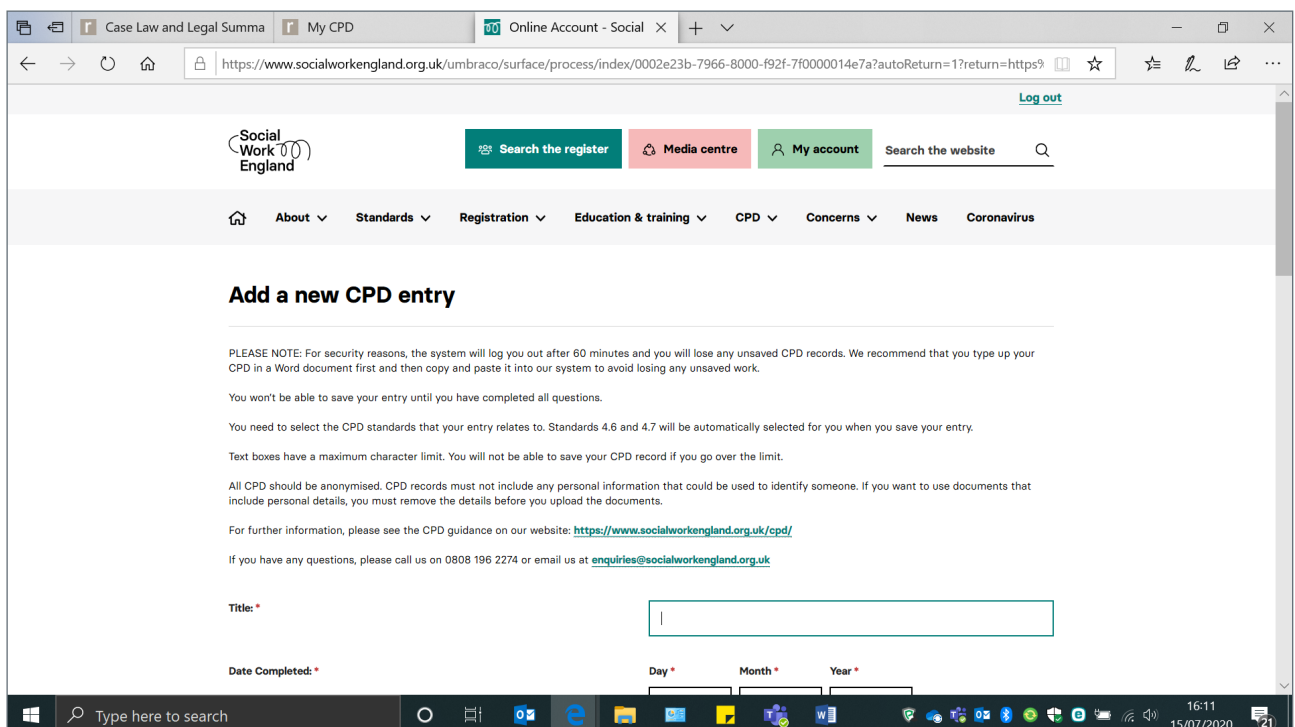 Case Law and Legal Summa
My CPD
Online Account - Social
https://www.socialworkengland.org.uk/umbraco/surface/process/index/0002e23b-7966-8000-f92f-7f0000014e7a?autoReturn=1?return=https%
Log out
Social
Work
England
Search the register
Media centre
My account
Search the website
About
Standards
Registration
Education & training
CPD
Concerns
News
Coronavirus
Add a new CPD entry
PLEASE NOTE: For security reasons, the system will log you out after 60 minutes and you will lose any unsaved CPD records. We recommend that you type up your
CPD in a Word document first and then copy and paste it into our system to avoid losing any unsaved work.
You won't be able to save your entry until you have completed all questions.
You need to select the CPD standards that your entry relates to. Standards 4.6 and 4.7 will be automatically selected for you when you save your entry.
Text boxes have a maximum character limit. You will not be able to save your CPD record if you go over the limit.
All CPD should be anonymised. CPD records must not include any personal information that could be used to identify someone. If you want to use documents that
include personal details, you must remove the details before you upload the documents.
For further information, please see the CPD guidance on our website: https://www.socialworkengland.org.uk/cpd/
If you have any questions, please call us on 0808 196 2274 or email us at enquiries@socialworkengland.org.uk
Title: *
Date Completed: *
Day *
Month *
Year *
Type here to search
16:11
15/07/2020
21